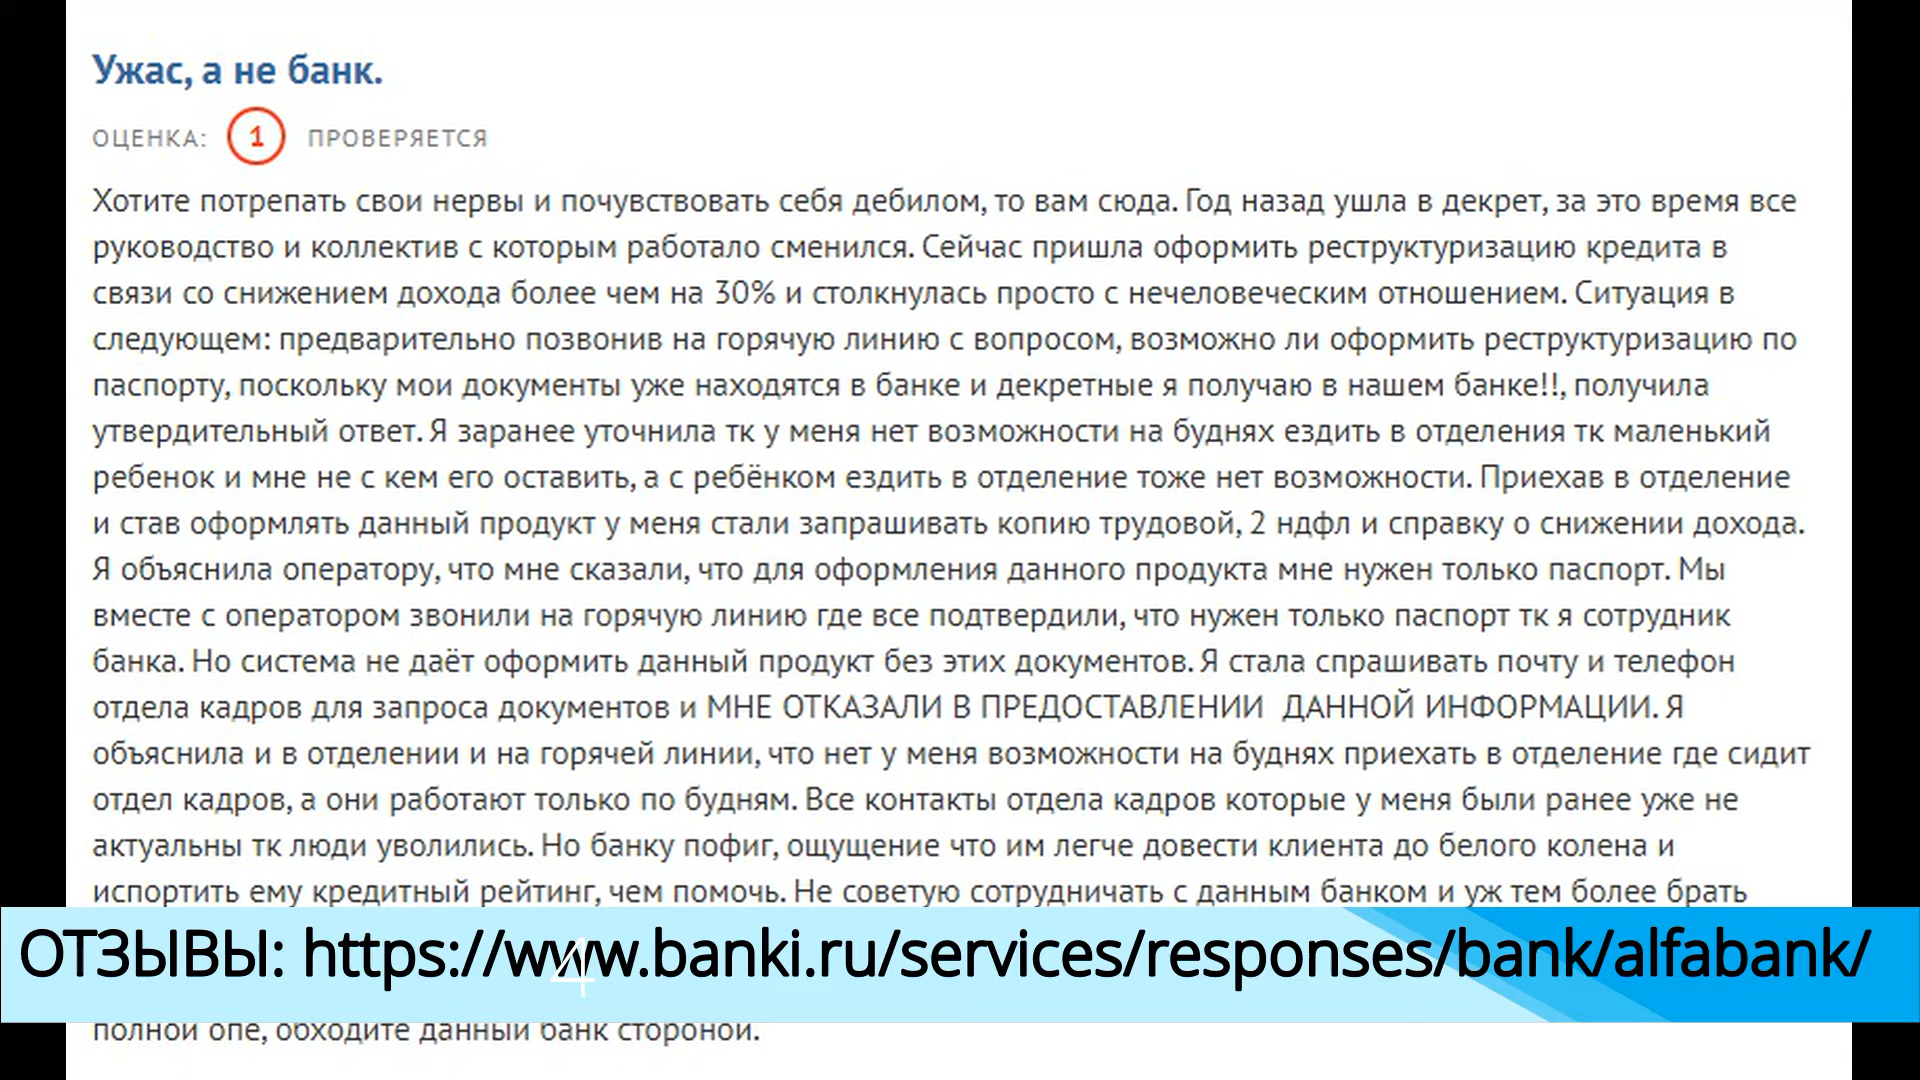 Ужас, а не банк.
ОЦЕНКА: 1 ПРОВЕРЯЕТСЯ
Хотите потрепать свои нервы и почувствовать себя дебилом, то вам сюда. Год назад ушла в декрет, за это время все
руководство и коллектив с которым работало сменился. Сейчас пришла оформить реструктуризацию кредита в
связи со снижением дохода более чем на 30% и столкнулась просто с нечеловеческим отношением. Ситуация в
следующем: предварительно позвонив на горячую линию с вопросом, возможно ли оформить реструктуризацию по
паспорту, поскольку мои документы уже находятся в банке и декретные я получаю в нашем банке!!, получила
утвердительный ответ. Я заранее уточнила тк у меня нет возможности на буднях ездить в отделения тк маленький
ребенок и мне не с кем его оставить, а с ребёнком ездить в отделение тоже нет возможности. Приехав в отделение
и став оформлять данный продукт у меня стали запрашивать копию трудовой, 2 ндфл и справку о снижении дохода.
Я объяснила оператору, что мне сказали, что для оформления данного продукта мне нужен только паспорт. Мы
вместе с оператором звонили на горячую линию где все подтвердили, что нужен только паспорт тк я сотрудник
банка. Но система не даёт оформить данный продукт без этих документов. Я стала спрашивать почту и телефон
отдела кадров для запроса документов и МНЕ ОТКАЗАЛИ В ПРЕДОСТАВЛЕНИИ ДАННОЙ ИНФОРМАЦИИ. Я
объяснила и в отделении и на горячей линии, что нет у меня возможности на буднях приехать в отделение где сидит
отдел кадров, а они работают только по будням. Все контакты отдела кадров которые у меня были ранее уже не
актуальны тк люди уволились. Но банку пофиг, ощущение что им легче довести клиента до белого колена и
испортить ему кредитный рейтинг, чем помочь. Не советую сотрудничать с данным банком и уж тем более брать
ОТЗЫВЫ: https://www.banki.ru/services/responses/bank/alfabank/
4
полной опе, обходите данный банк стороной.